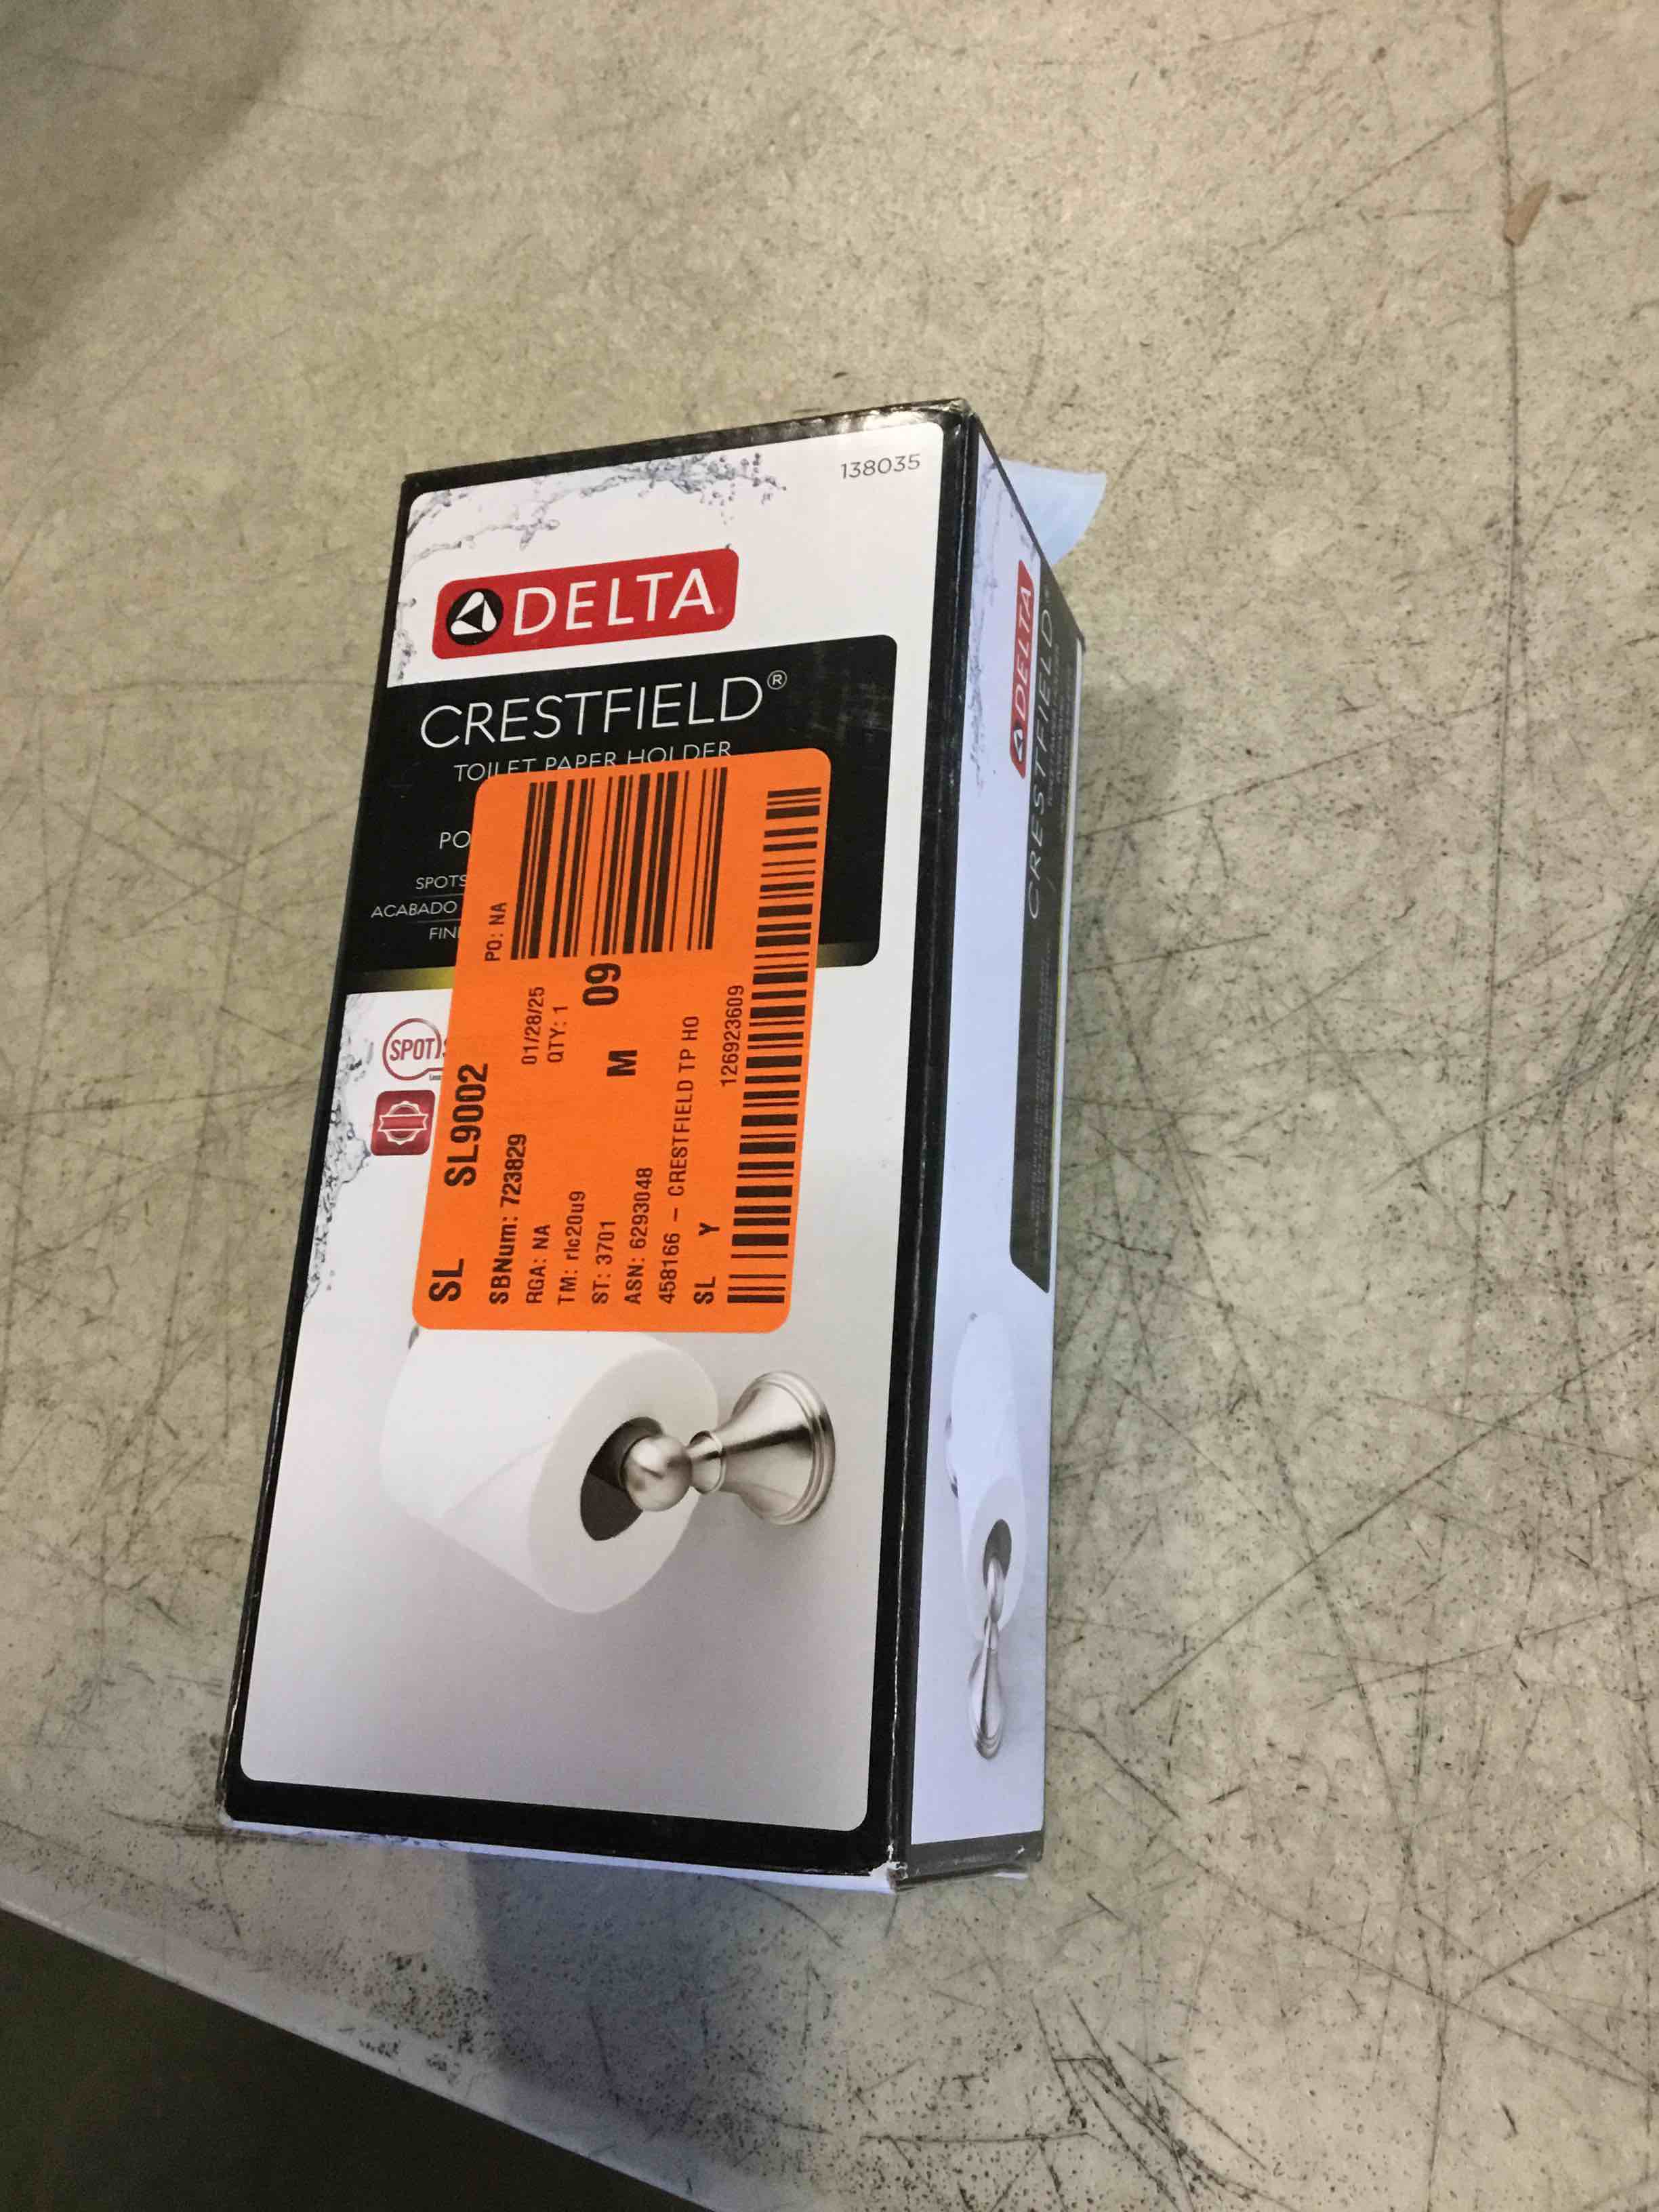 138035
DELTA
CRESTFIELD®
TOILET PAPER HOLDER
PO
SPOTS
ACABADO
FINI
SPOT
SL SL9002
SBNum: 723829
RGA: NA 01/28/25
TM: rlc20u9 QTY: 1
ST: 3701 M 09
ASN: 6293048
458166 - CRESTFIELD TP HO
SL Y 126923609
PO: NA
DELTA
CRESTFIELD